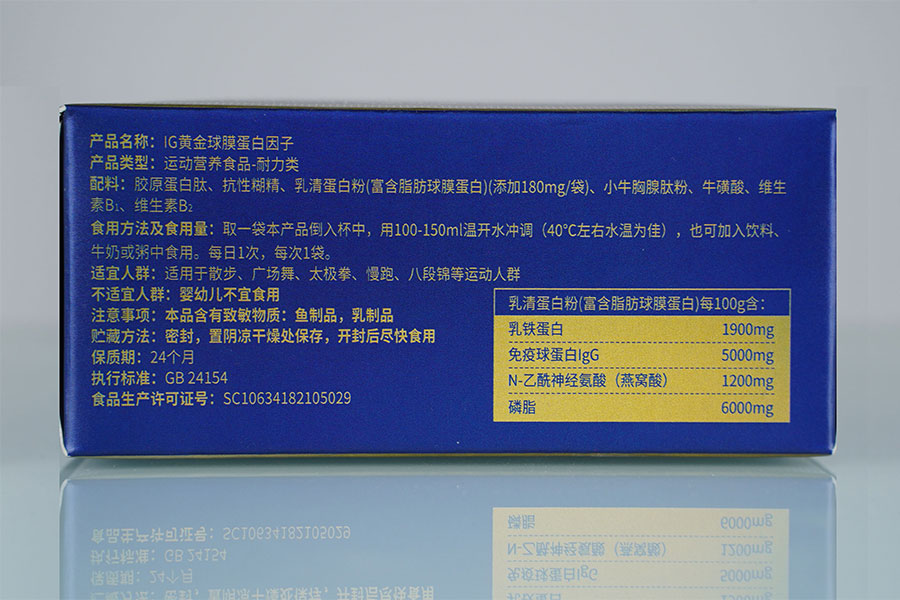 产品名称：IG黄金球膜蛋白因子
产品类型：运动营养食品-耐力类
配料：胶原蛋白肽、抗性糊精、乳清蛋白粉(富含脂肪球膜蛋白)(添加180mg/袋)、小牛胸腺肽粉、牛磺酸、维生
素B₁、维生素B₂
食用方法及食用量：取一袋本产品倒入杯中，用100-150ml温开水冲调（40℃左右水温为佳），也可加入饮料、
牛奶或粥中食用。每日1次，每次1袋。
适宜人群：适用于散步、广场舞、太极拳、慢跑、八段锦等运动人群
不适宜人群：婴幼儿不宜食用
注意事项：本品含有致敏物质：鱼制品，乳制品
贮藏方法：密封，置阴凉干燥处保存，开封后尽快食用
保质期：24个月
执行标准：GB 24154
食品生产许可证号：SC10634182105029
乳清蛋白粉(富含脂肪球膜蛋白)每100g含：
乳铁蛋白 1900mg
免疫球蛋白IgG 5000mg
N-乙酰神经氨酸（燕窝酸） 1200mg
磷脂 6000mg